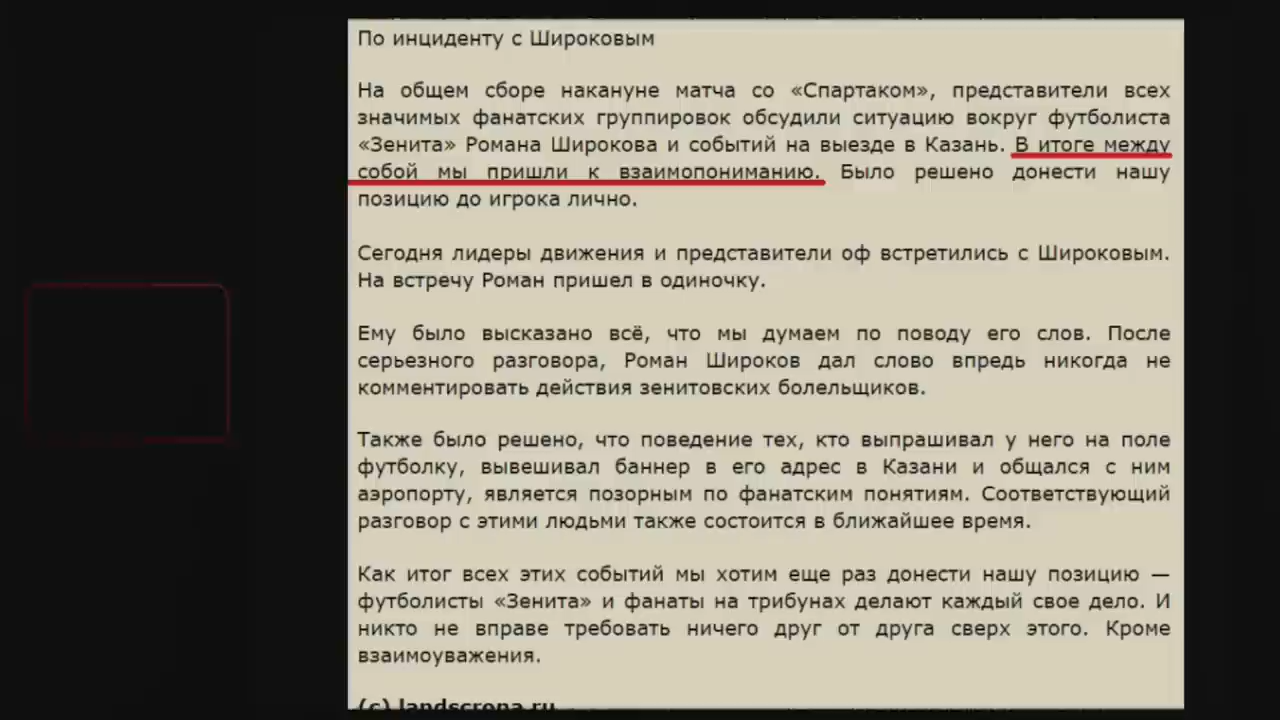 По инциденту с Широковым
На общем сборе накануне матча со «Спартаком», представители всех
значимых фанатских группировок обсудили ситуацию вокруг футболиста
«Зенита» Романа Широкова и событий на выезде в Казань. В итоге между
собой мы пришли к взаимопониманию. Было решено донести нашу
позицию до игрока лично.
Сегодня лидеры движения и представители оф встретились с Широковым.
На встречу Роман пришел в одиночку.
Ему было высказано всё, что мы думаем по поводу его слов. После
серьезного разговора, Роман Широков дал слово впредь никогда не
комментировать действия зенитовских болельщиков.
Также было решено, что поведение тех, кто выпрашивал у него на поле
футболку, вывешивал баннер в его адрес в Казани и общался с ним
аэропорту, является позорным по фанатским понятиям. Соответствующий
разговор с этими людьми также состоится в ближайшее время.
Как итог всех этих событий мы хотим еще раз донести нашу позицию —
футболисты «Зенита» и фанаты на трибунах делают каждый свое дело. И
никто не вправе требовать ничего друг от друга сверх этого. Кроме
взаимоуважения.
(c) landscrona.ru